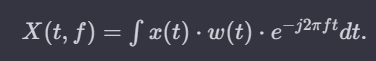 X(t, f) = ∫ x(t) · w(t) · e^{−j2πft} dt.